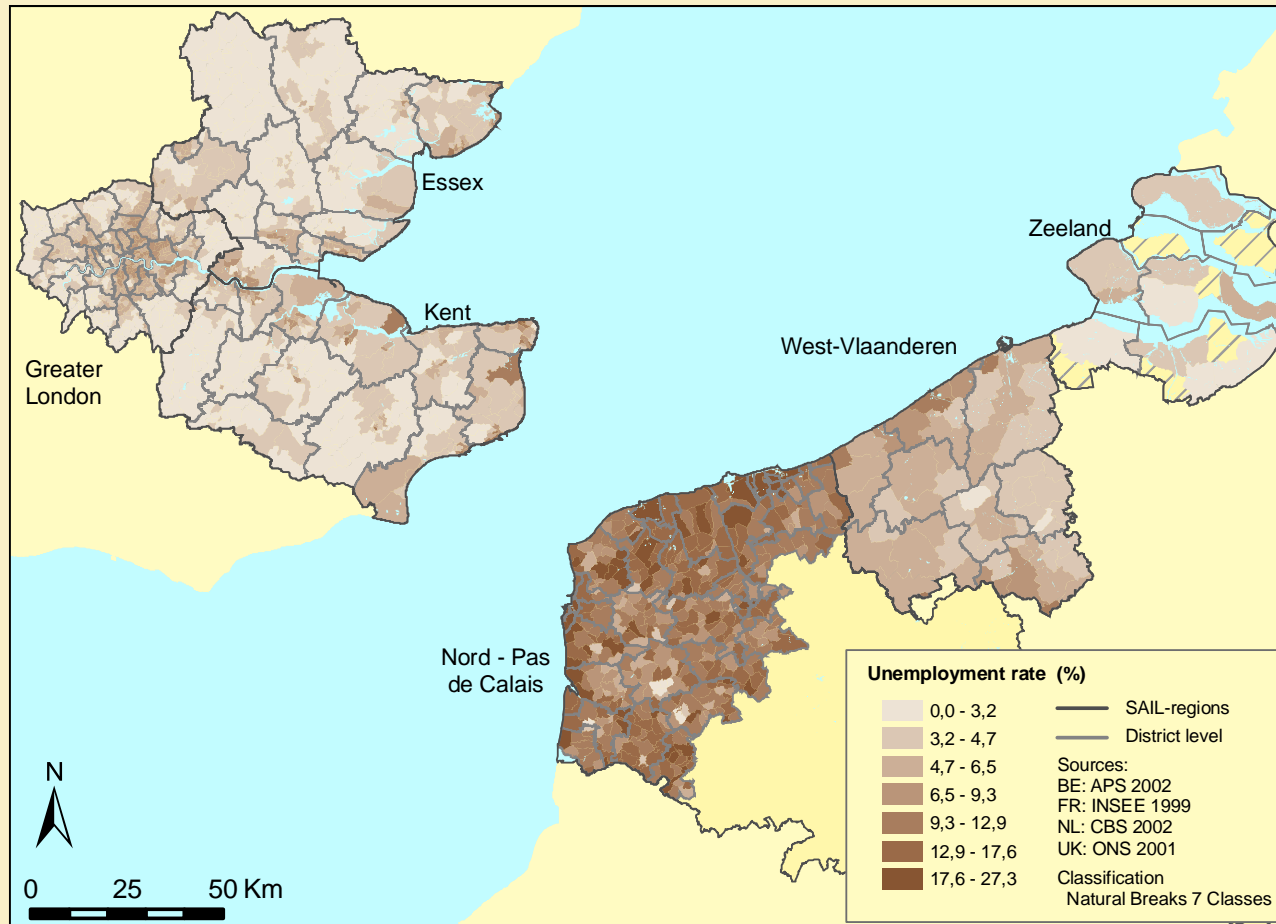 Essex
Zeeland
Kent
West-Vlaanderen
Greater
London
Nord - Pas
de Calais
N
0 25 50 Km
Unemployment rate (%)
0,0 - 3,2
3,2 - 4,7
4,7 - 6,5
6,5 - 9,3
9,3 - 12,9
12,9 - 17,6
17,6 - 27,3
SAIL-regions
District level
Sources:
BE: APS 2002
FR: INSEE 1999
NL: CBS 2002
UK: ONS 2001
Classification
Natural Breaks 7 Classes